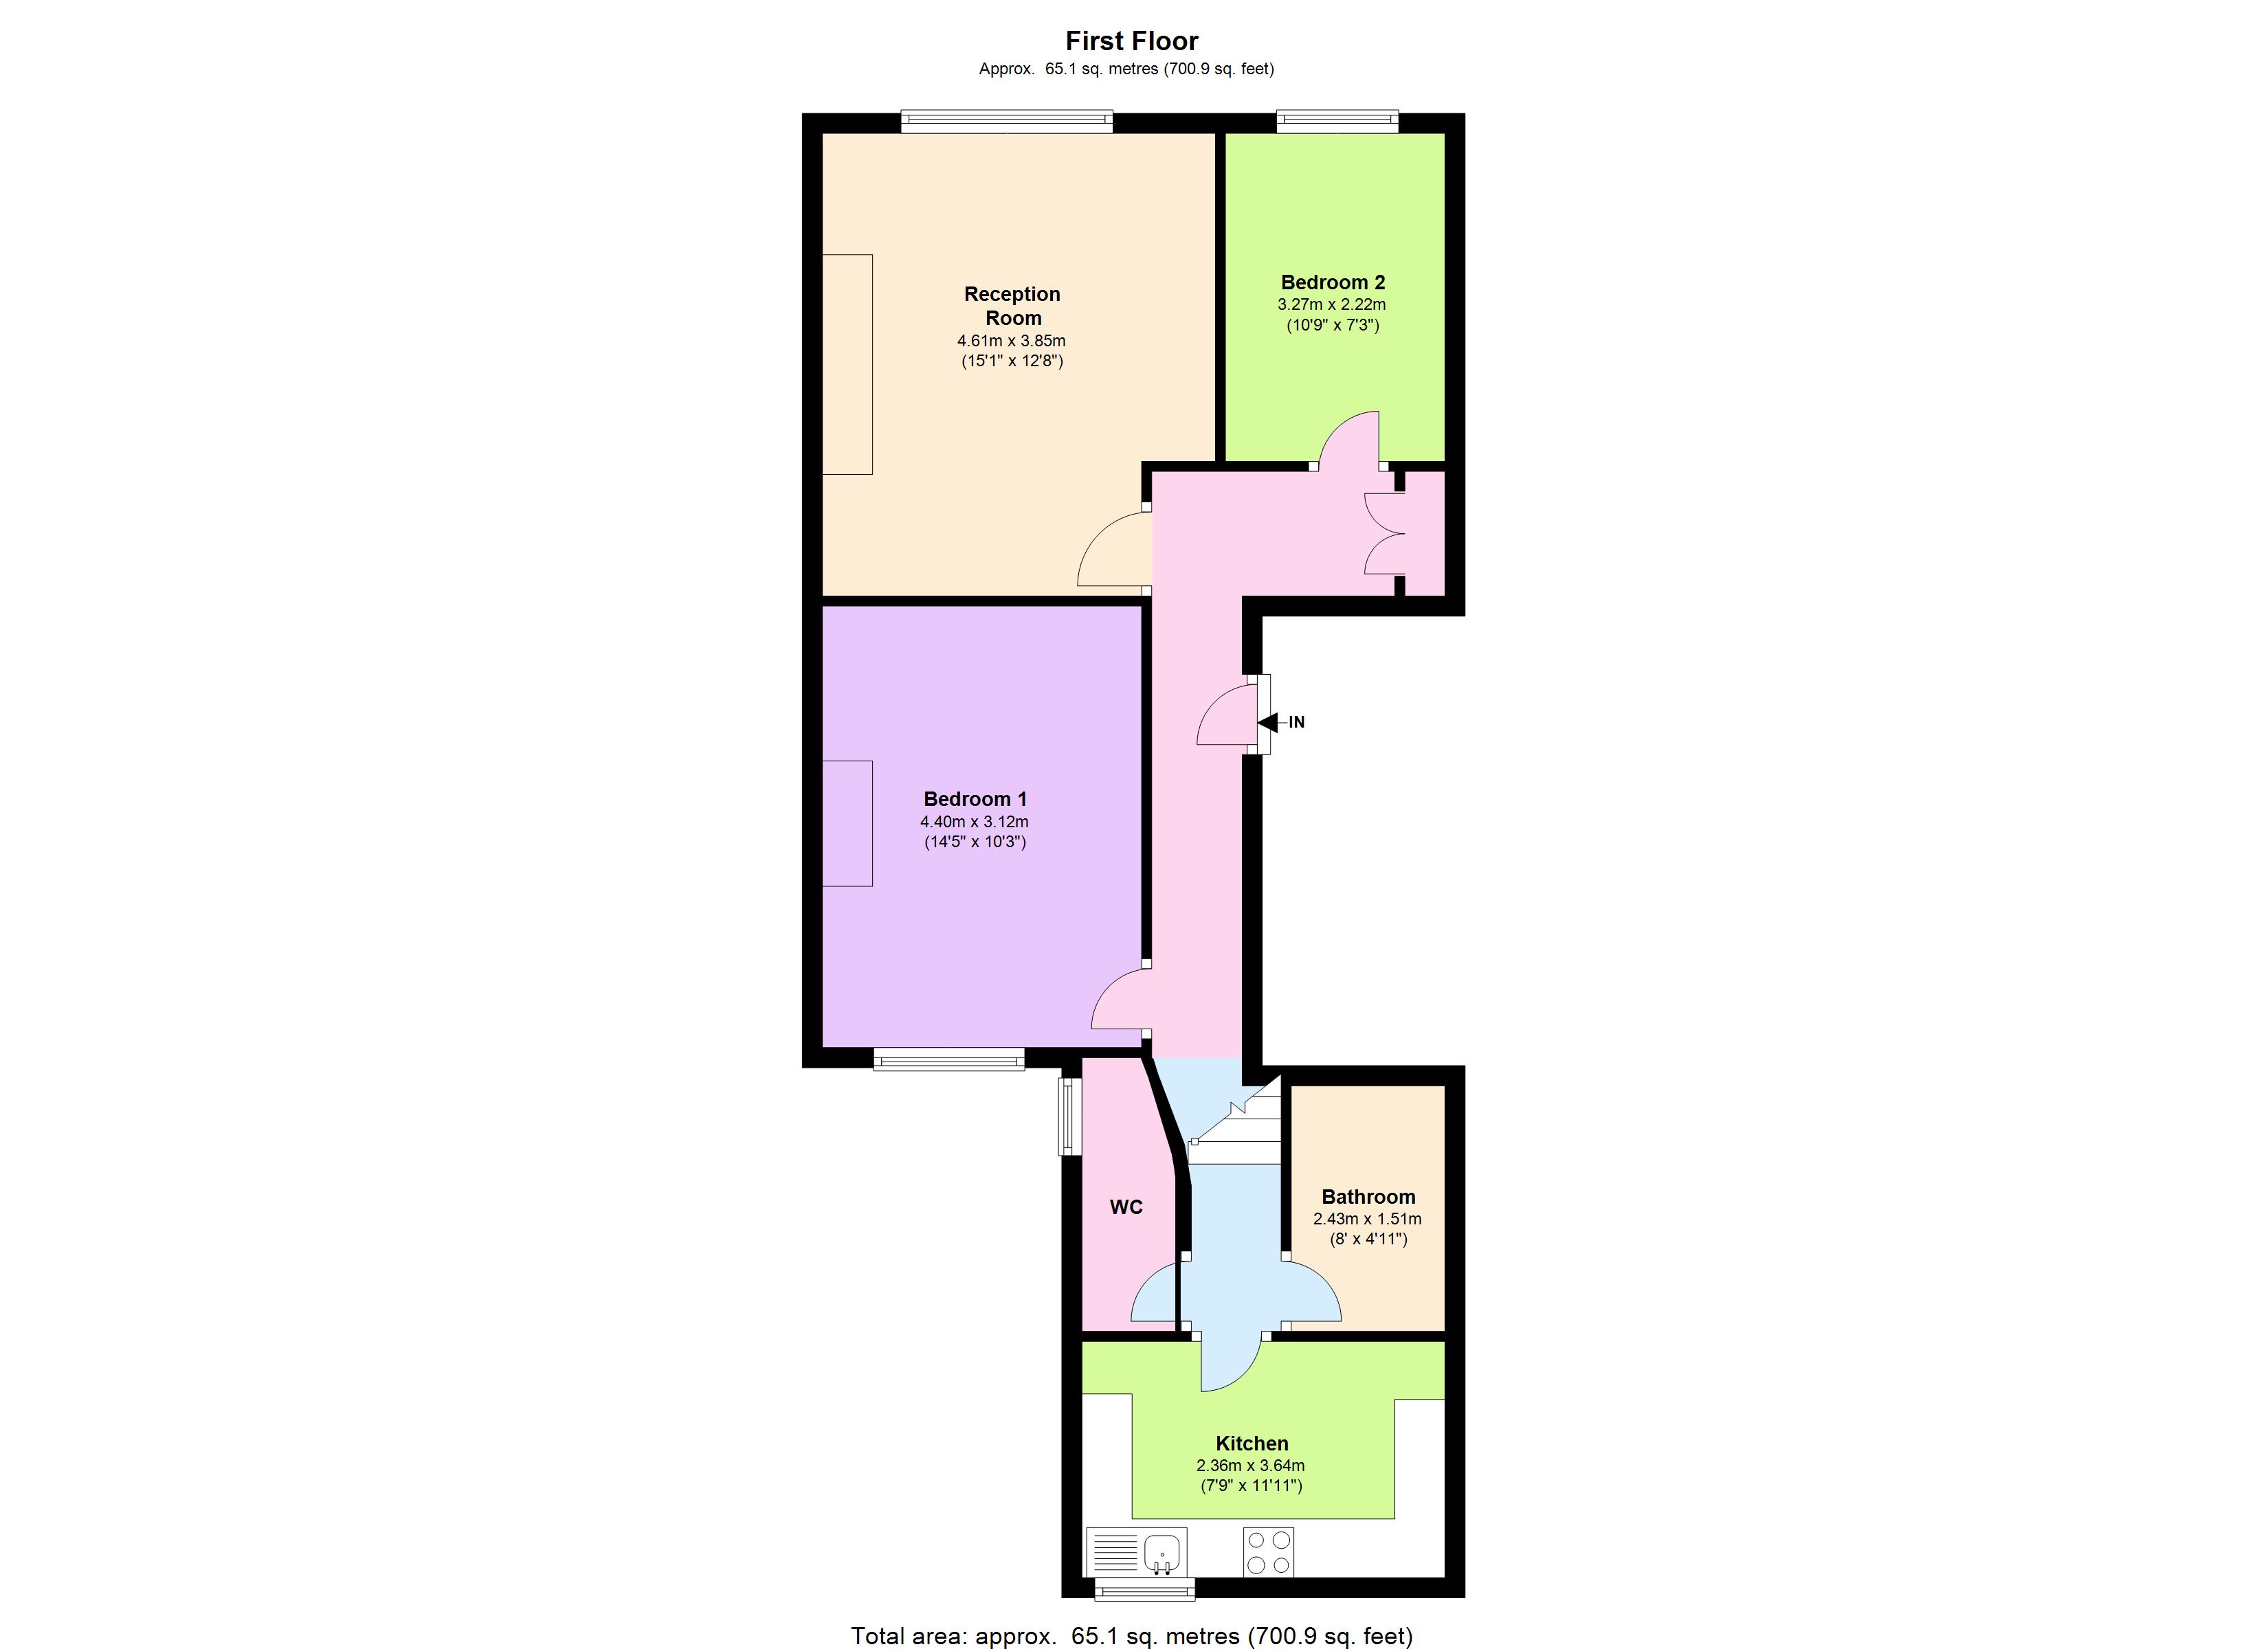 First Floor
Approx.  65.1 sq. metres (700.9 sq. feet)
Reception
Room
4.61m x 3.85m
(15'1" x 12'8")
Bedroom 2
3.27m x 2.22m
(10'9" x 7'3")
IN
Bedroom 1
4.40m x 3.12m
(14'5" x 10'3")
WC
Bathroom
2.43m x 1.51m
(8' x 4'11")
Kitchen
2.36m x 3.64m
(7'9" x 11'11")
Total area: approx.  65.1 sq. metres (700.9 sq. feet)